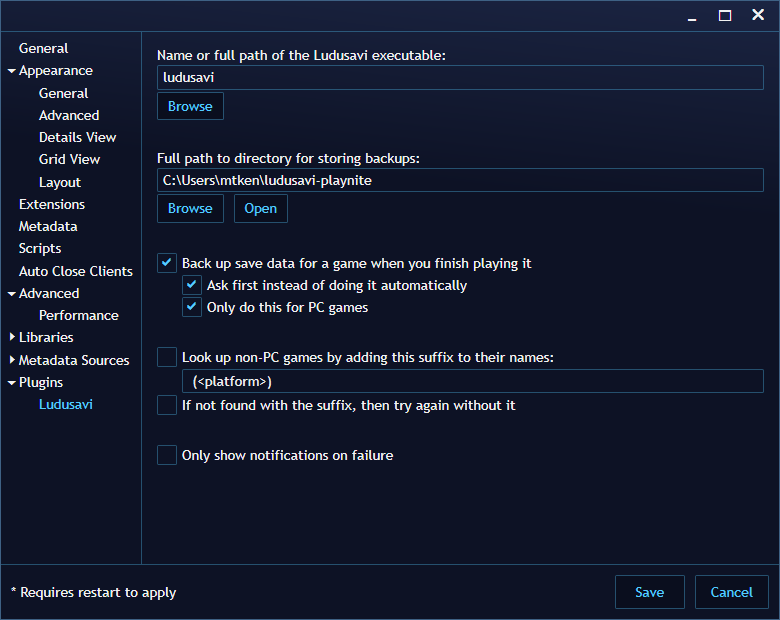 General
Appearance
General
Advanced
Details View
Grid View
Layout
Extensions
Metadata
Scripts
Auto Close Clients
Advanced
Performance
Libraries
Metadata Sources
Plugins
Ludusavi
Name or full path of the Ludusavi executable:
ludusavi
Browse
Full path to directory for storing backups:
C:\Users\mtken\ludusavi-playnite
Browse Open
Back up save data for a game when you finish playing it
Ask first instead of doing it automatically
Only do this for PC games
Look up non-PC games by adding this suffix to their names:
(<platform>)
If not found with the suffix, then try again without it
Only show notifications on failure
* Requires restart to apply
Save Cancel